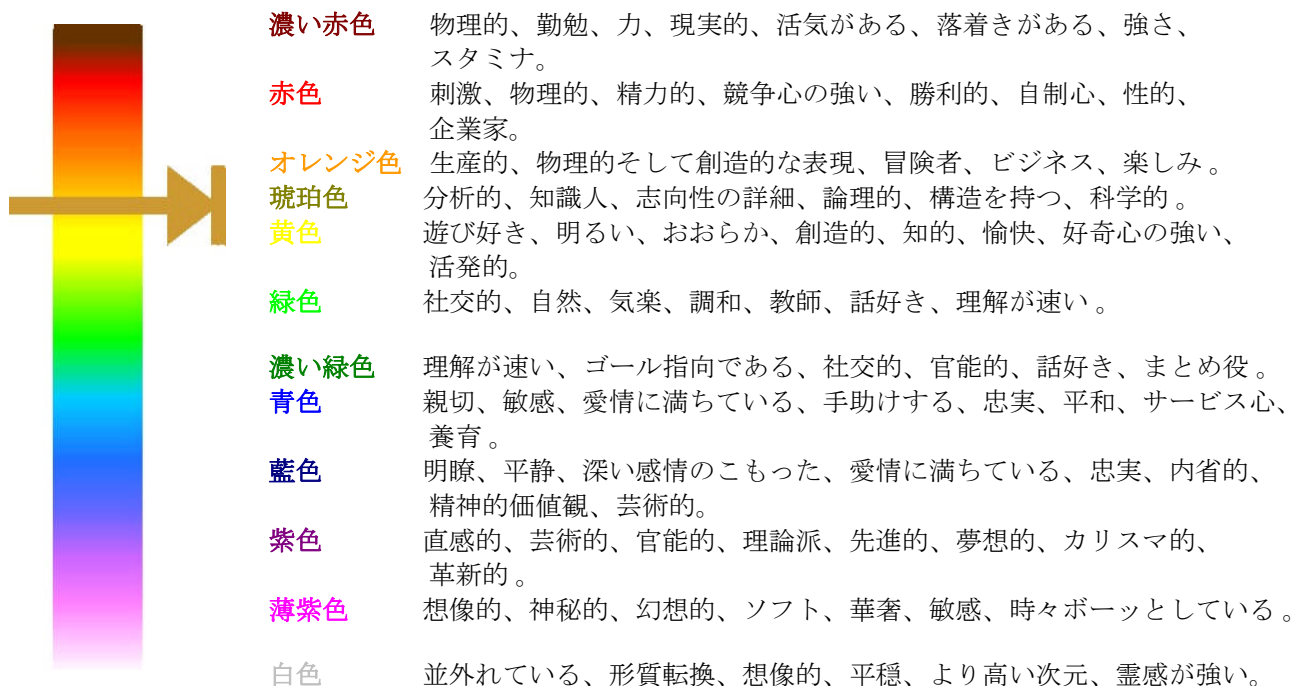 濃い赤色 物理的、勤勉、力、現実的、活気がある、落着きがある、強さ、
スタミナ。
赤色 刺激、物理的、精力的、競争心の強い、勝利的、自制心、性的、
企業家。
オレンジ色 生産的、物理的そして創造的な表現、冒険者、ビジネス、楽しみ。
琥珀色 分析的、知識人、志向性の詳細、論理的、構造を持つ、科学的。
黄色 遊び好き、明るい、おおらか、創造的、知的、愉快、好奇心の強い、
活発的。
緑色 社交的、自然、気楽、調和、教師、話好き、理解が速い。
濃い緑色 理解が速い、ゴール指向である、社交的、官能的、話好き、まとめ役。
青色 親切、敏感、愛情に満ちている、手助けする、忠実、平和、サービス心、
養育。
藍色 明瞭、平静、深い感情のこもった、愛情に満ちている、忠実、内省的、
精神的価値観、芸術的。
紫色 直感的、芸術的、官能的、理論派、先進的、夢想的、カリスマ的、
革新的。
薄紫色 想像的、神秘的、幻想的、ソフト、華奢、敏感、時々ボーッとしている。
白色 並外れている、形質転換、想像的、平穏、より高い次元、霊感が強い。